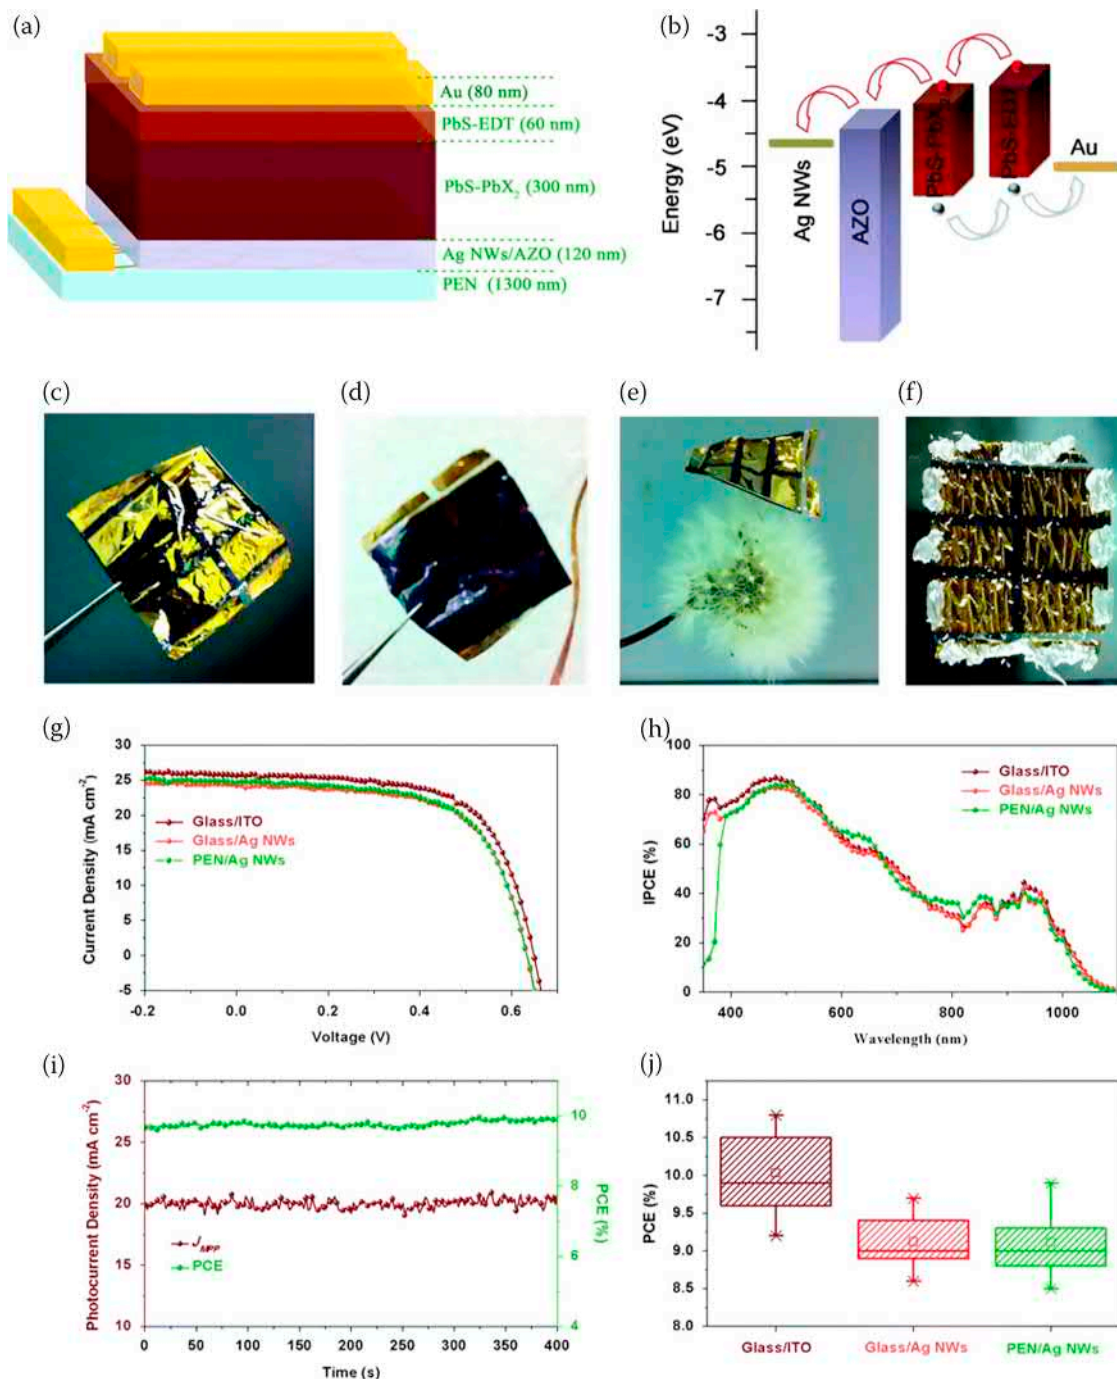 (a)
Au (80 nm)
PbS-EDT (60 nm)
PbS-PbX₂ (300 nm)
Ag NWs/AZO (120 nm)
PEN (1300 nm)
(b)
-3
-4
-5
-6
-7
Energy (eV)
Ag NWs
AZO
PbS-PbX₂
PbS-EDT
Au
(c)
(d)
(e)
(f)
(g)
30
25
20
15
10
5
0
-5
Current Density (mA cm⁻²)
Glass/ITO
Glass/Ag NWs
PEN/Ag NWs
-0.2
0.0
0.2
0.4
0.6
Voltage (V)
(h)
100
80
60
40
20
0
IPCE (%)
Glass/ITO
Glass/Ag NWs
PEN/Ag NWs
400
600
800
1000
Wavelength (nm)
(i)
30
25
20
15
10
Photocurrent Density (mA cm⁻²)
J_MPP
PCE
10
8
6
4
PCE (%)
0
50
100
150
200
250
300
350
400
Time (s)
(j)
11.0
10.5
10.0
9.5
9.0
8.5
8.0
PCE (%)
Glass/ITO
Glass/Ag NWs
PEN/Ag NWs